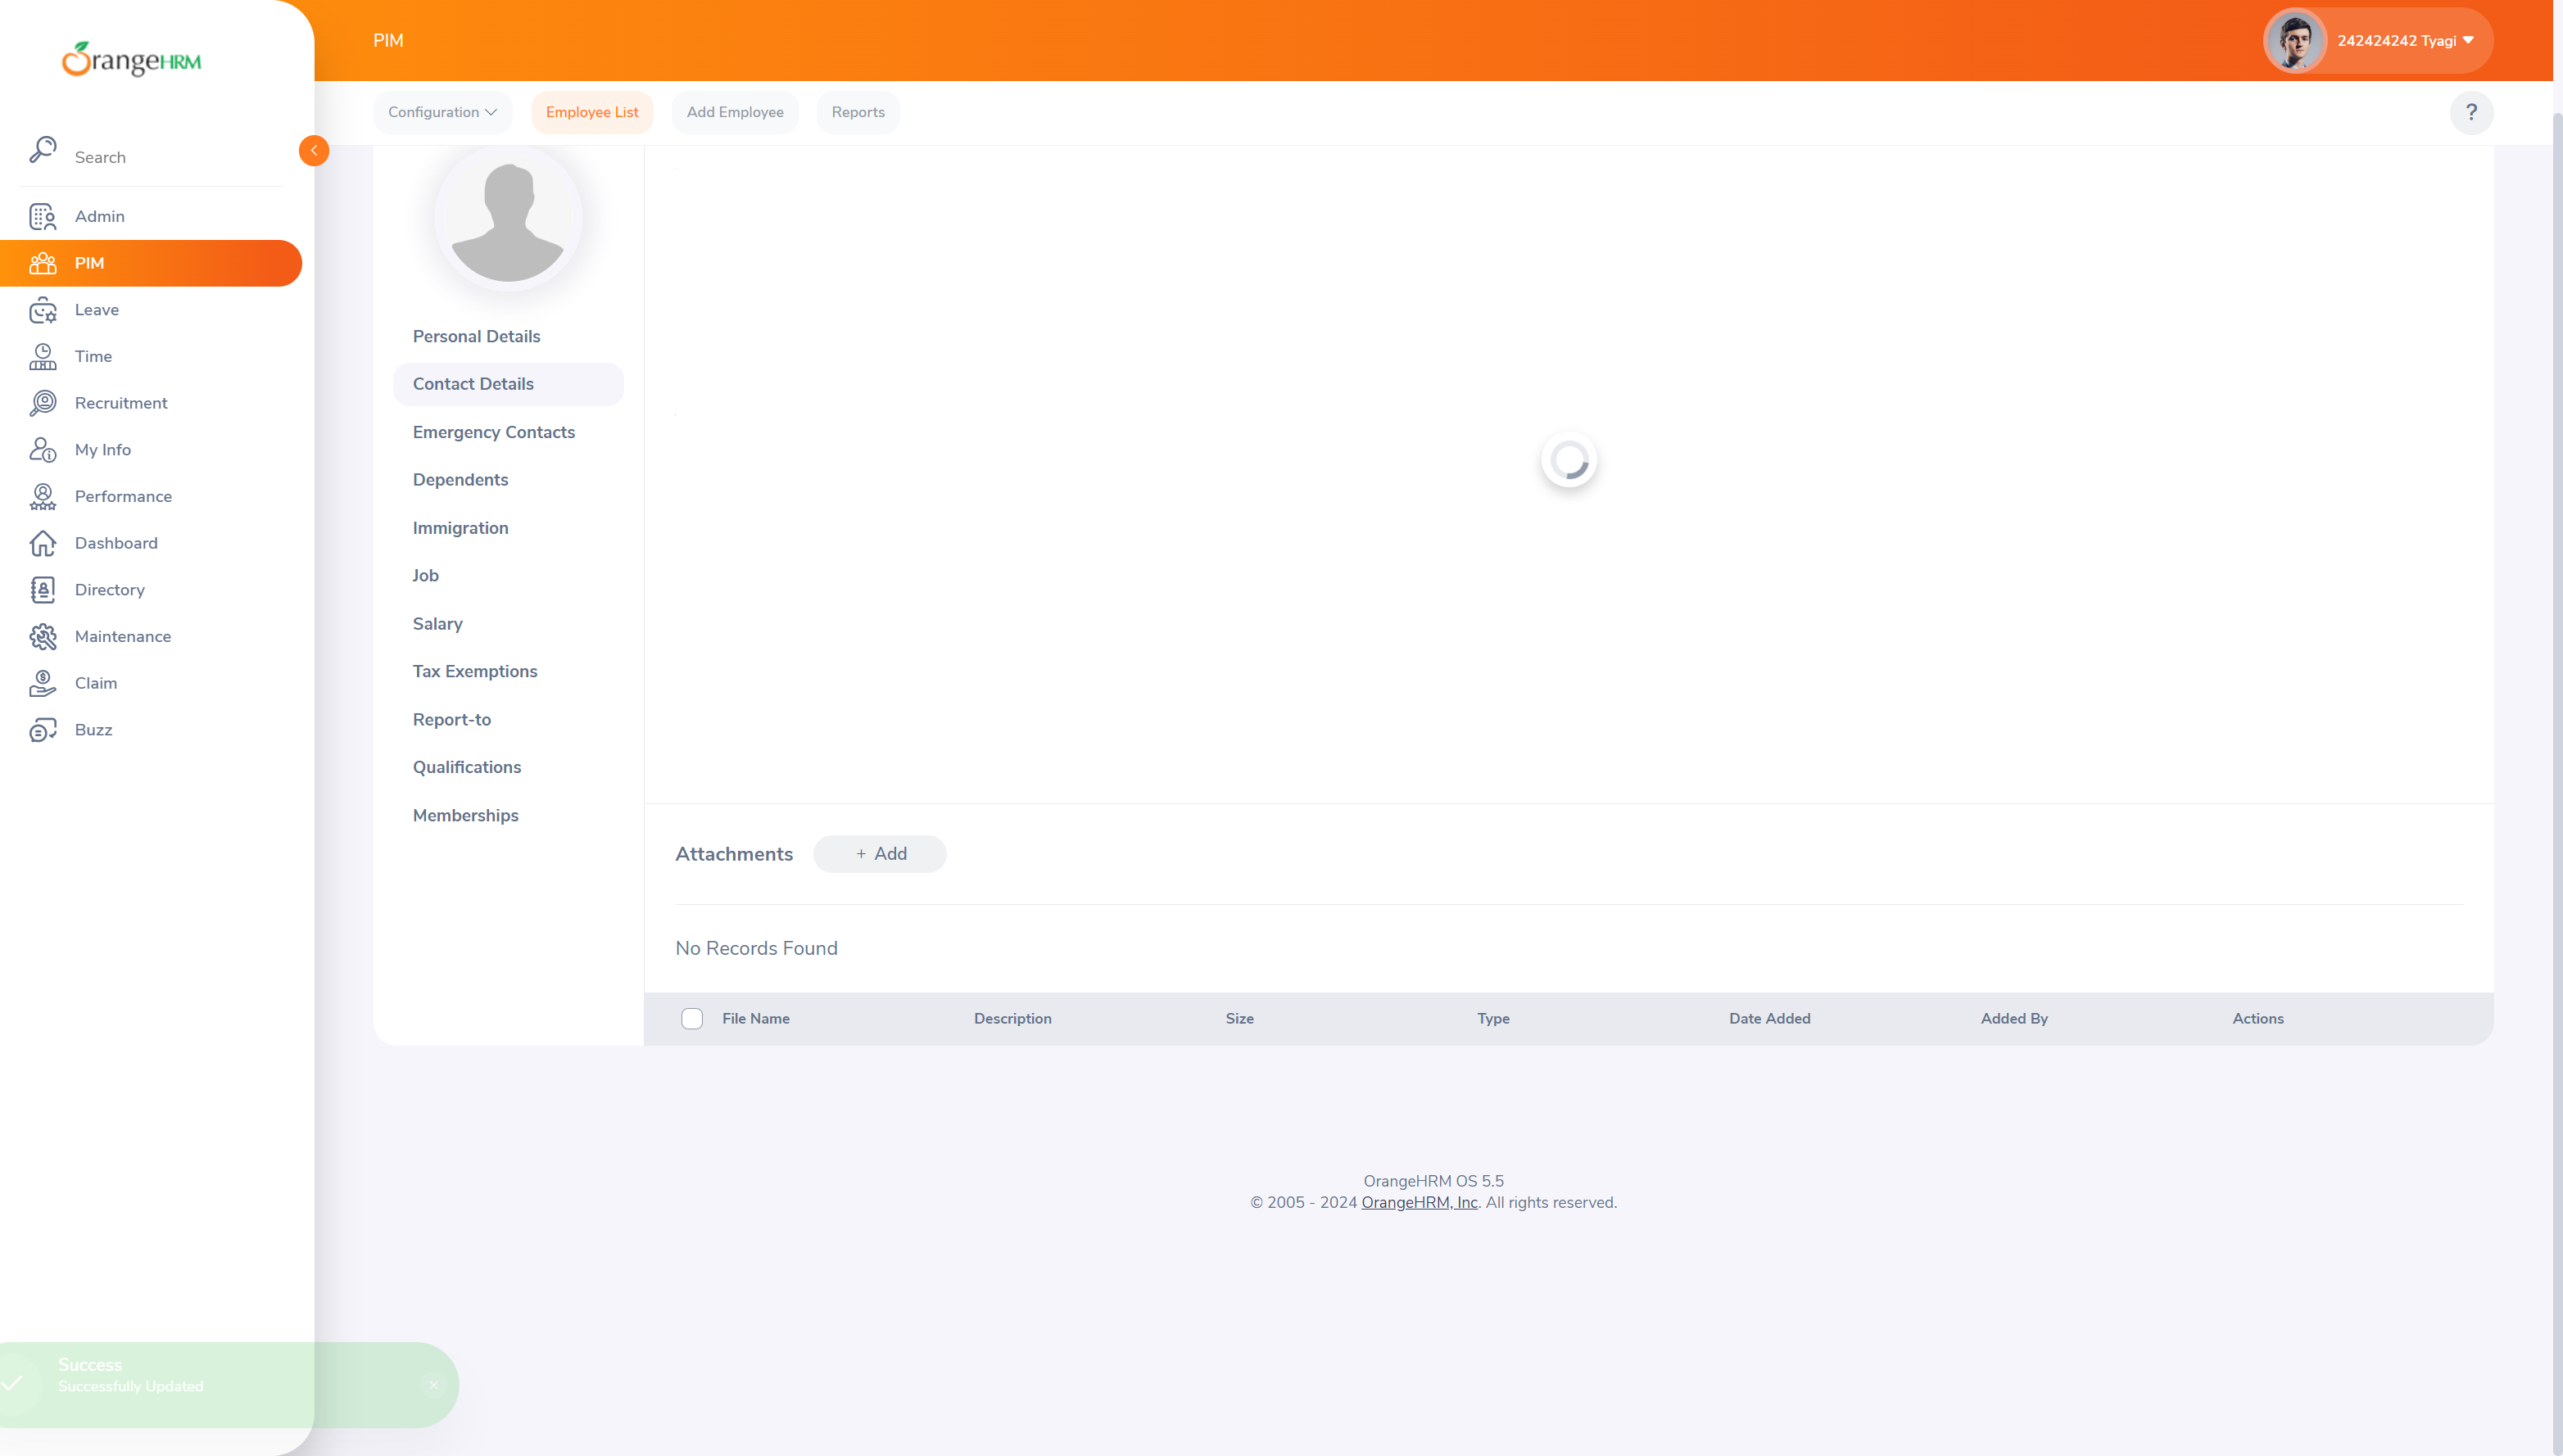 OrangeHRM
PIM
242424242 Tyagi
Configuration
Employee List
Add Employee
Reports
?
Search
Admin
PIM
Leave
Time
Recruitment
My Info
Performance
Dashboard
Directory
Maintenance
Claim
Buzz
Personal Details
Contact Details
Emergency Contacts
Dependents
Immigration
Job
Salary
Tax Exemptions
Report-to
Qualifications
Memberships
Attachments
+ Add
No Records Found
File Name Description Size Type Date Added Added By Actions
OrangeHRM OS 5.5
© 2005 - 2024 OrangeHRM, Inc. All rights reserved.
Success
Successfully Updated